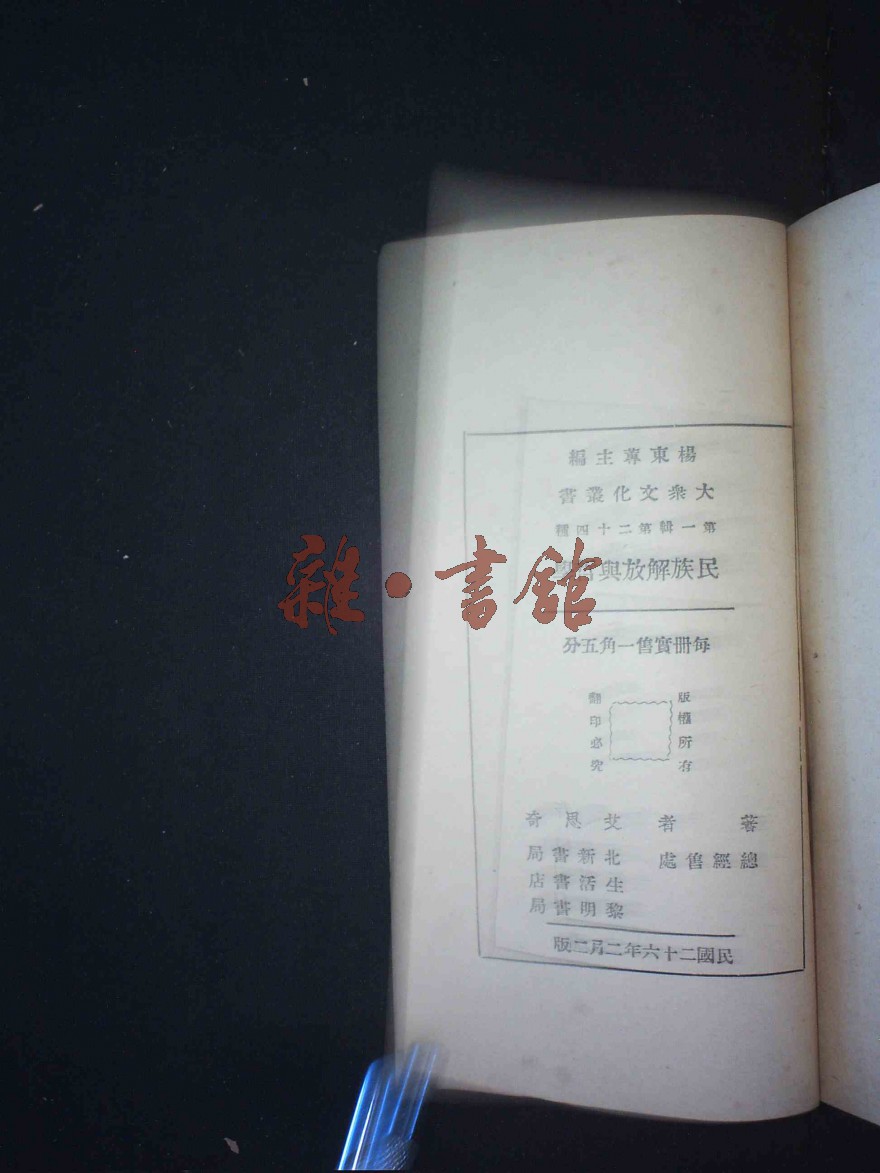 楊東蓴主編
大衆文化叢書
第一輯第二十四種
民族解放與
每冊實售一角五分
版權所有
翻印必究
著者 艾思奇
總經售處 北新書局
生活書店
黎明書局
民國二十六年二月二版
雜·書館